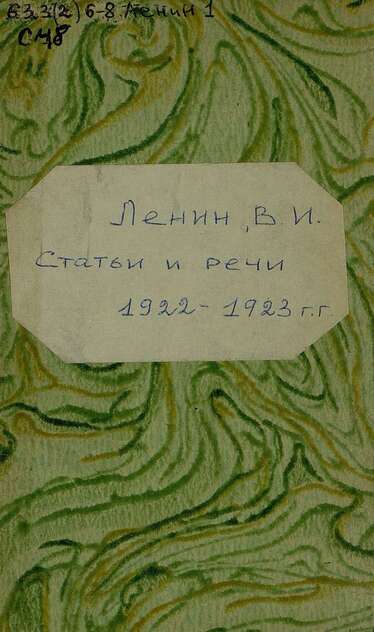 63.3(2)6-8 Ленин 1
С48
Ленин, В. И.
Статьи и речи
1922-1923 г.г.